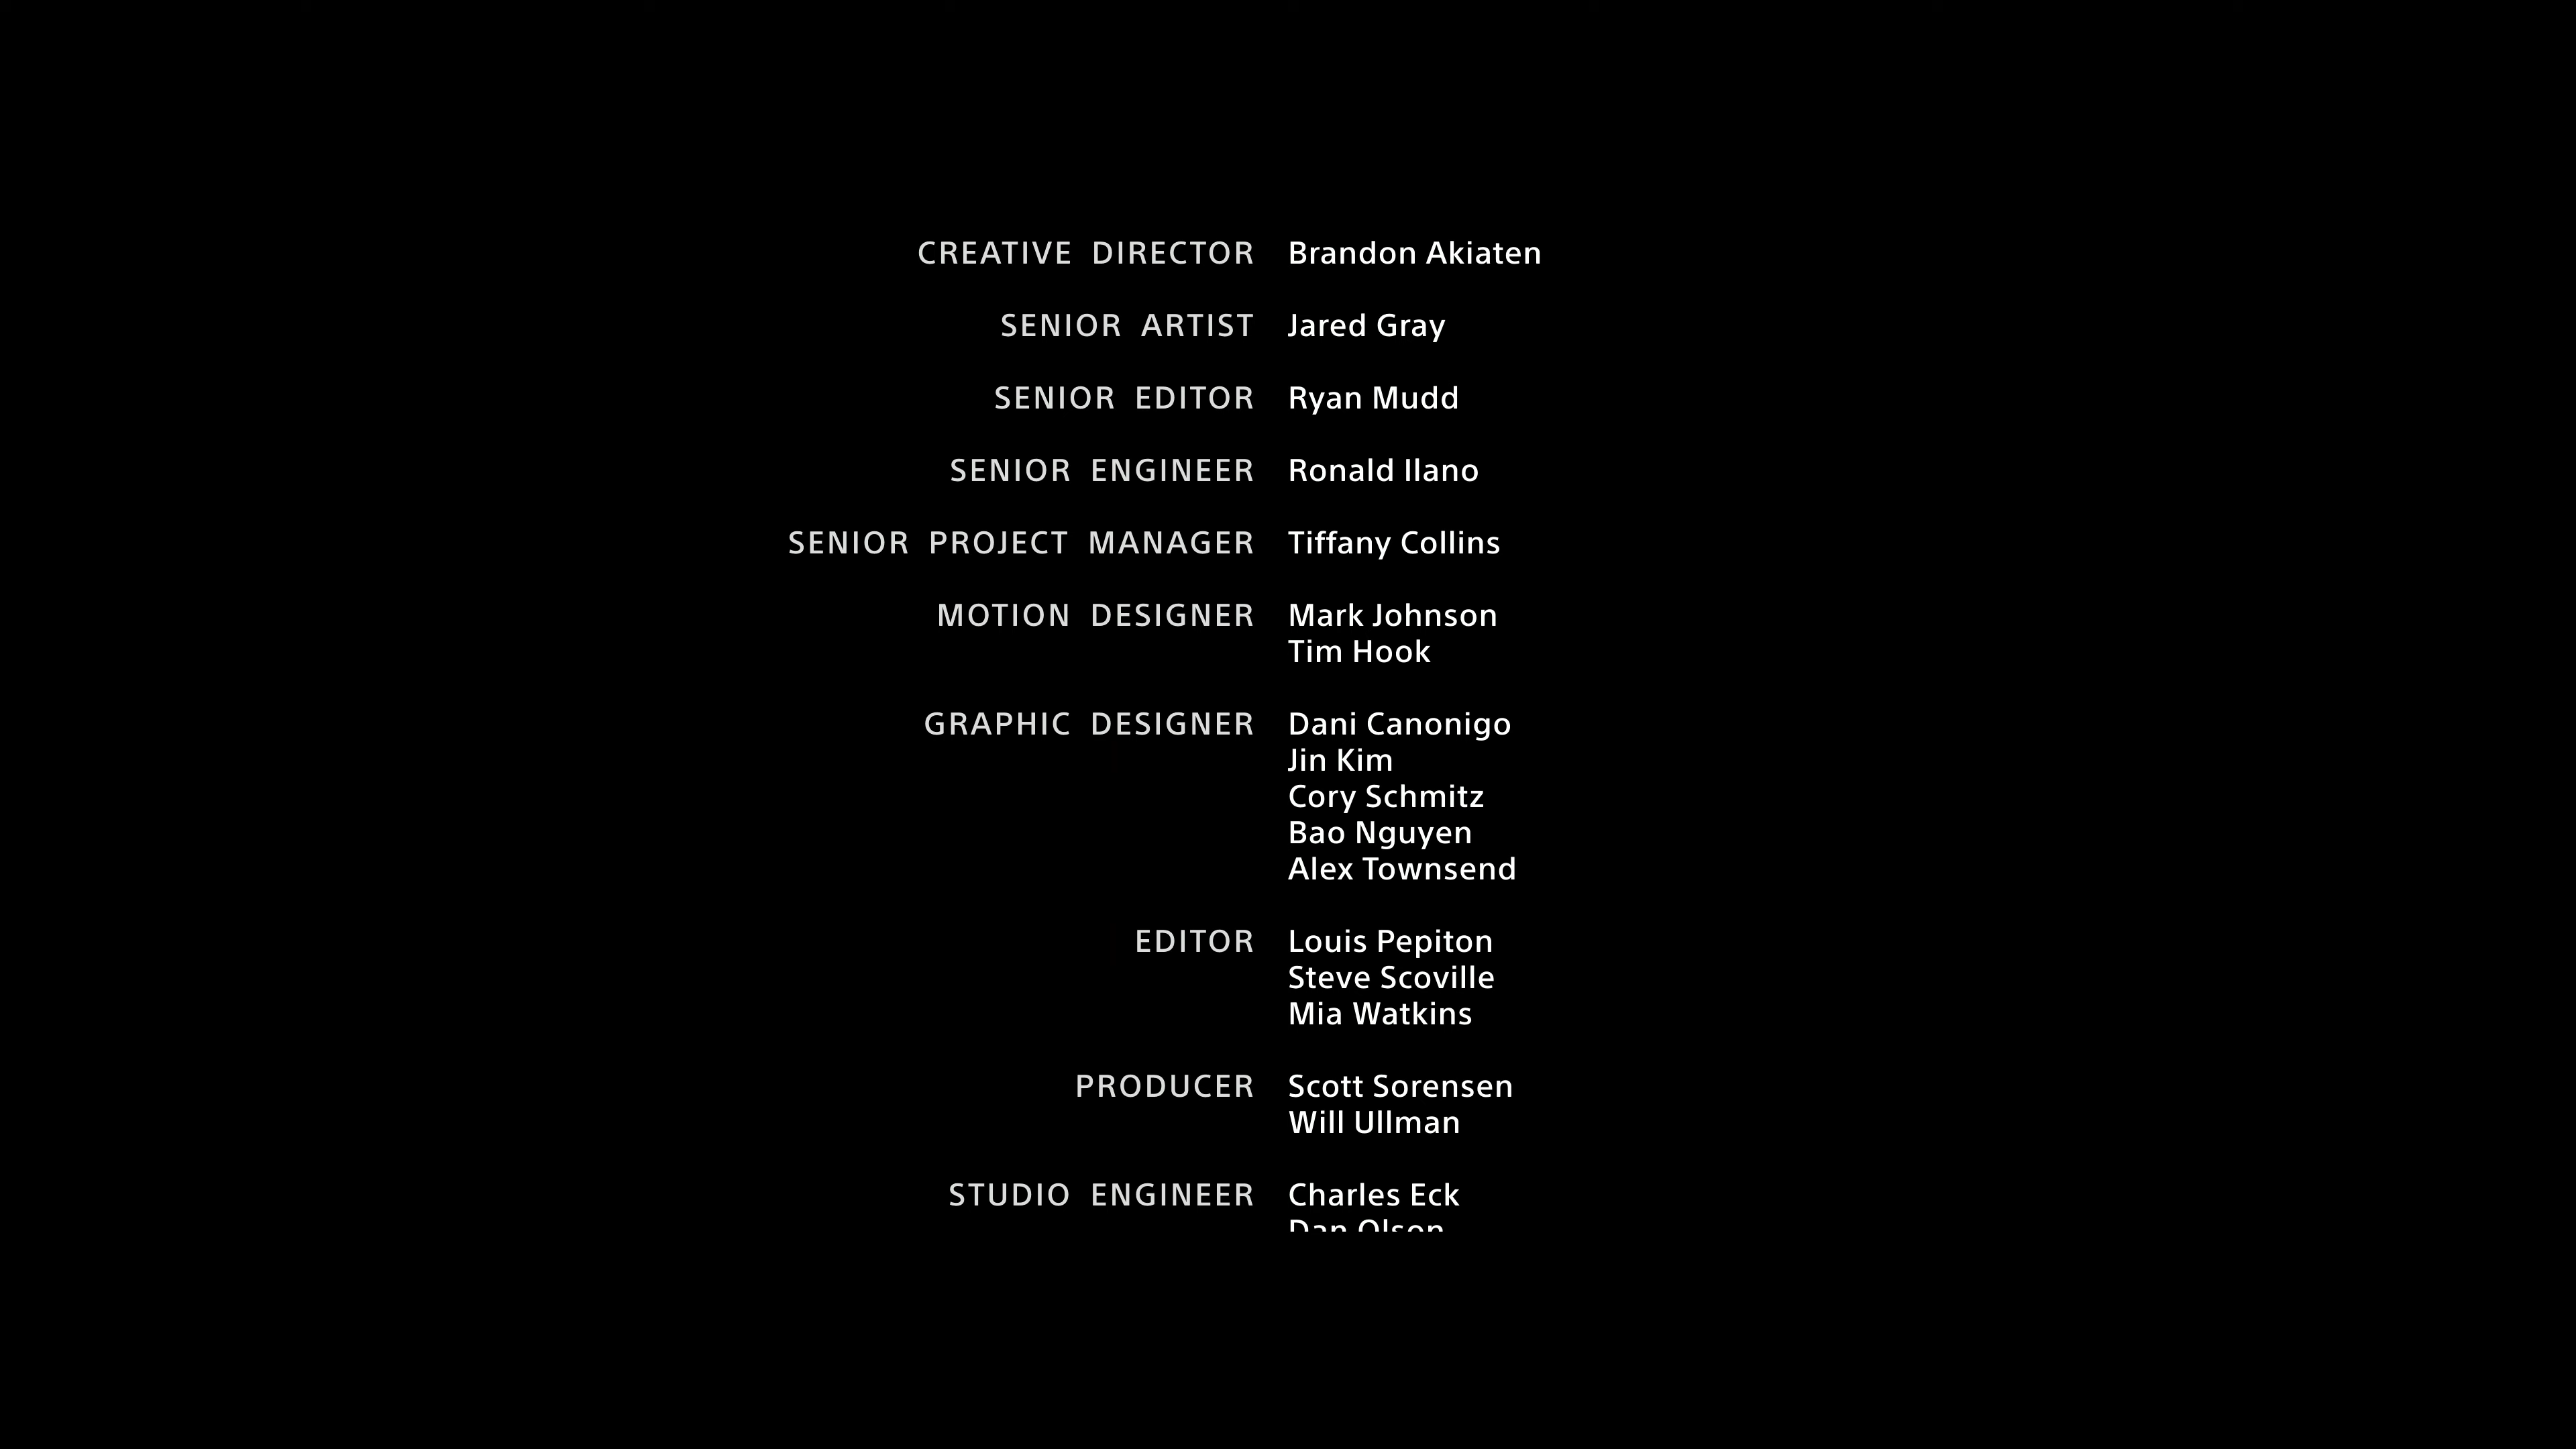 CREATIVE DIRECTOR Brandon Akiaten
SENIOR ARTIST Jared Gray
SENIOR EDITOR Ryan Mudd
SENIOR ENGINEER Ronald Ilano
SENIOR PROJECT MANAGER Tiffany Collins
MOTION DESIGNER Mark Johnson
Tim Hook
GRAPHIC DESIGNER Dani Canonigo
Jin Kim
Cory Schmitz
Bao Nguyen
Alex Townsend
EDITOR Louis Pepiton
Steve Scoville
Mia Watkins
PRODUCER Scott Sorensen
Will Ullman
STUDIO ENGINEER Charles Eck
Dan Olson